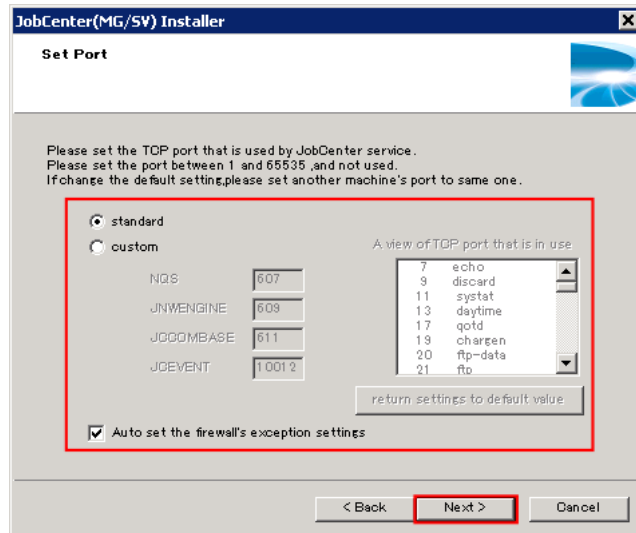 JobCenter(MG/SV) Installer
Set Port
Please set the TCP port that is used by JobCenter service.
Please set the port between 1 and 65535 ,and not used.
Ifchange the default setting,please set another machine's port to same one.
standard
custom
A view of TCP port that is in use
NQS 607
JNWENGINE 609
JCCOMBASE 611
JCEVENT 10012
7 echo
9 discard
11 systat
13 daytime
17 qotd
19 chargen
20 ftp-data
21 ftp
return settings to default value
Auto set the firewall's exception settings
< Back
Next >
Cancel